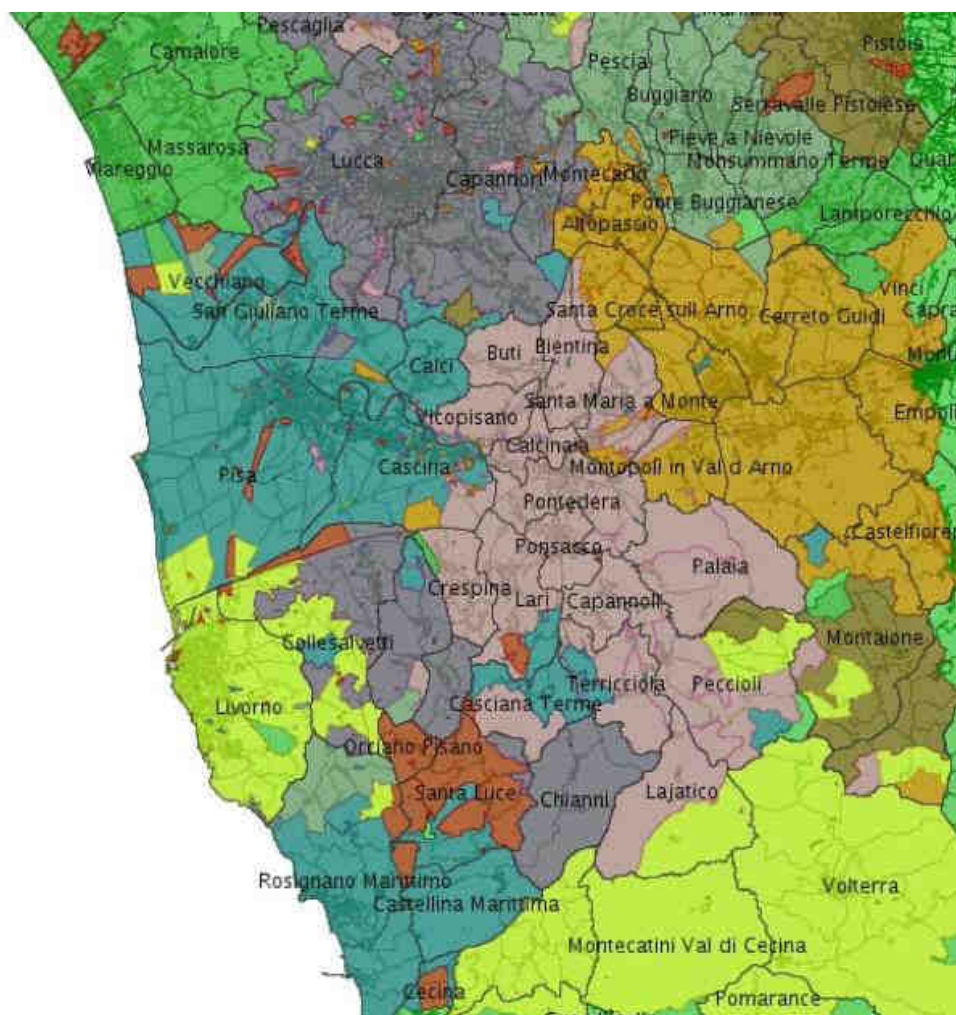 Pescaglia
Camaiore
Pistoia
Pescia
Buggiano
Serravalle Pistoiese
Massarosa
Viareggio
Lucca
Capannori
Montecarlo
Pieve a Nievole
Monsummano Terme
Ponte Buggianese
Lamporecchio
Altopascio
Vecchiano
San Giuliano Terme
Santa Croce sull Arno
Vinci
Cerreto Guidi
Capra
Calci
Buti
Bientina
Vicopisano
Santa Maria a Monte
Empoli
Calcinaia
Montopoli in Val d Arno
Pisa
Cascina
Pontedera
Ponsacco
Castelfioren
Crespina
Lari
Capannoli
Palaia
Collesalvetti
Montaione
Livorno
Casciana Terme
Terricciola
Peccioli
Orciano Pisano
Santa Luce
Chianni
Lajatico
Rosignano Marittimo
Castellina Marittima
Volterra
Montecatini Val di Cecina
Cecina
Pomarance